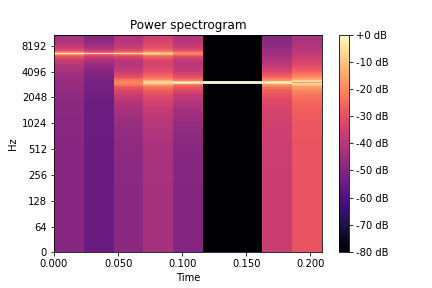 Power spectrogram
8192
4096
2048
1024
512
256
128
64
0
Hz
0.000 0.050 0.100 0.150 0.200
Time
+0 dB
-10 dB
-20 dB
-30 dB
-40 dB
-50 dB
-60 dB
-70 dB
-80 dB